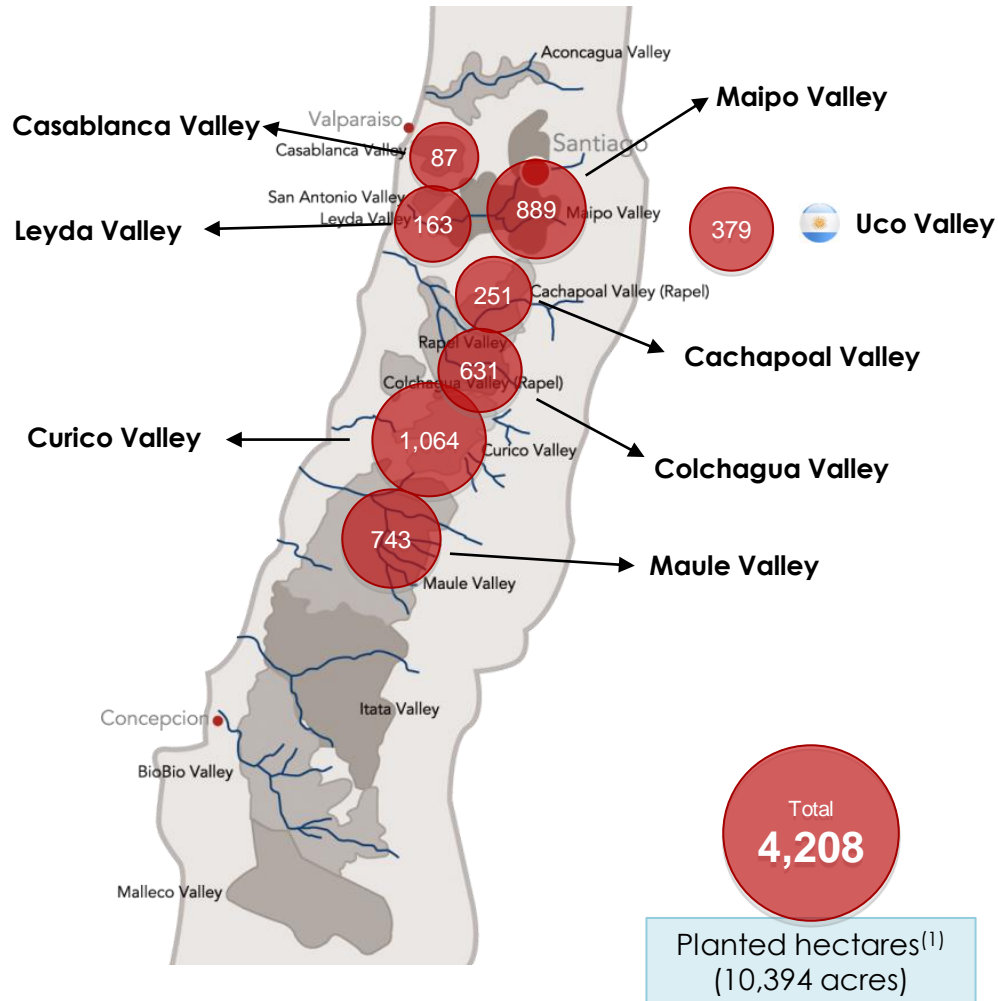 Aconcagua Valley
Maipo Valley
Casablanca Valley
Valparaiso
Santiago
Casablanca Valley
87
San Antonio Valley
Leyda Valley
163
889
Maipo Valley
Leyda Valley
379
Uco Valley
251
Cachapoal Valley (Rapel)
Rapel Valley
Cachapoal Valley
631
Colchagua Valley (Rapel)
Curico Valley
1,064
Curico Valley
Colchagua Valley
743
Maule Valley
Maule Valley
Itata Valley
Concepcion
BioBio Valley
Malleco Valley
Total
4,208
Planted hectares(1)
(10,394 acres)